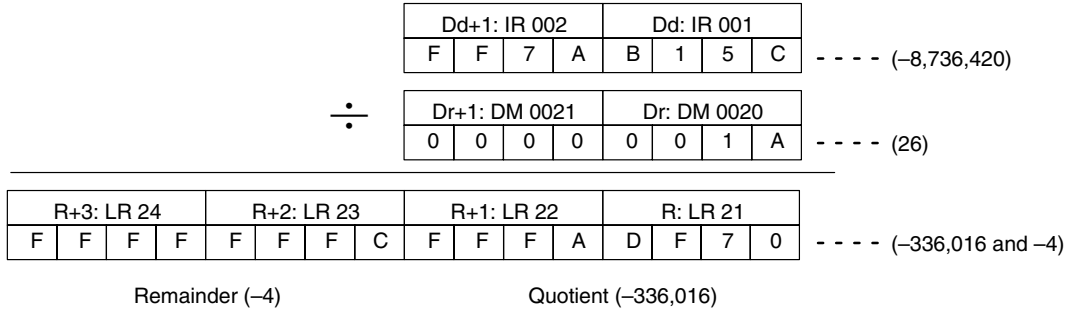 Dd+1: IR 002 Dd: IR 001
F F 7 A B 1 5 C - - - - (–8,736,420)
÷ Dr+1: DM 0021 Dr: DM 0020
0 0 0 0 0 0 1 A - - - - (26)
R+3: LR 24 R+2: LR 23 R+1: LR 22 R: LR 21
F F F F F F F C F F F A D F 7 0 - - - - (–336,016 and –4)
Remainder (–4) Quotient (–336,016)